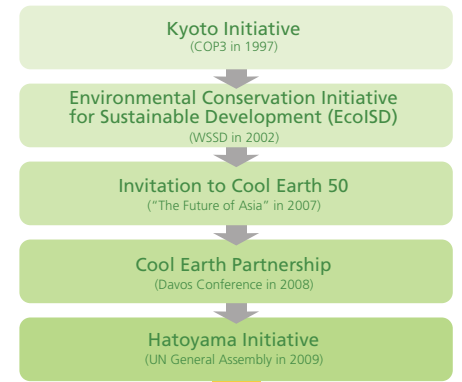 Kyoto Initiative
(COP3 in 1997)
Environmental Conservation Initiative
for Sustainable Development (EcoISD)
(WSSD in 2002)
Invitation to Cool Earth 50
(“The Future of Asia” in 2007)
Cool Earth Partnership
(Davos Conference in 2008)
Hatoyama Initiative
(UN General Assembly in 2009)